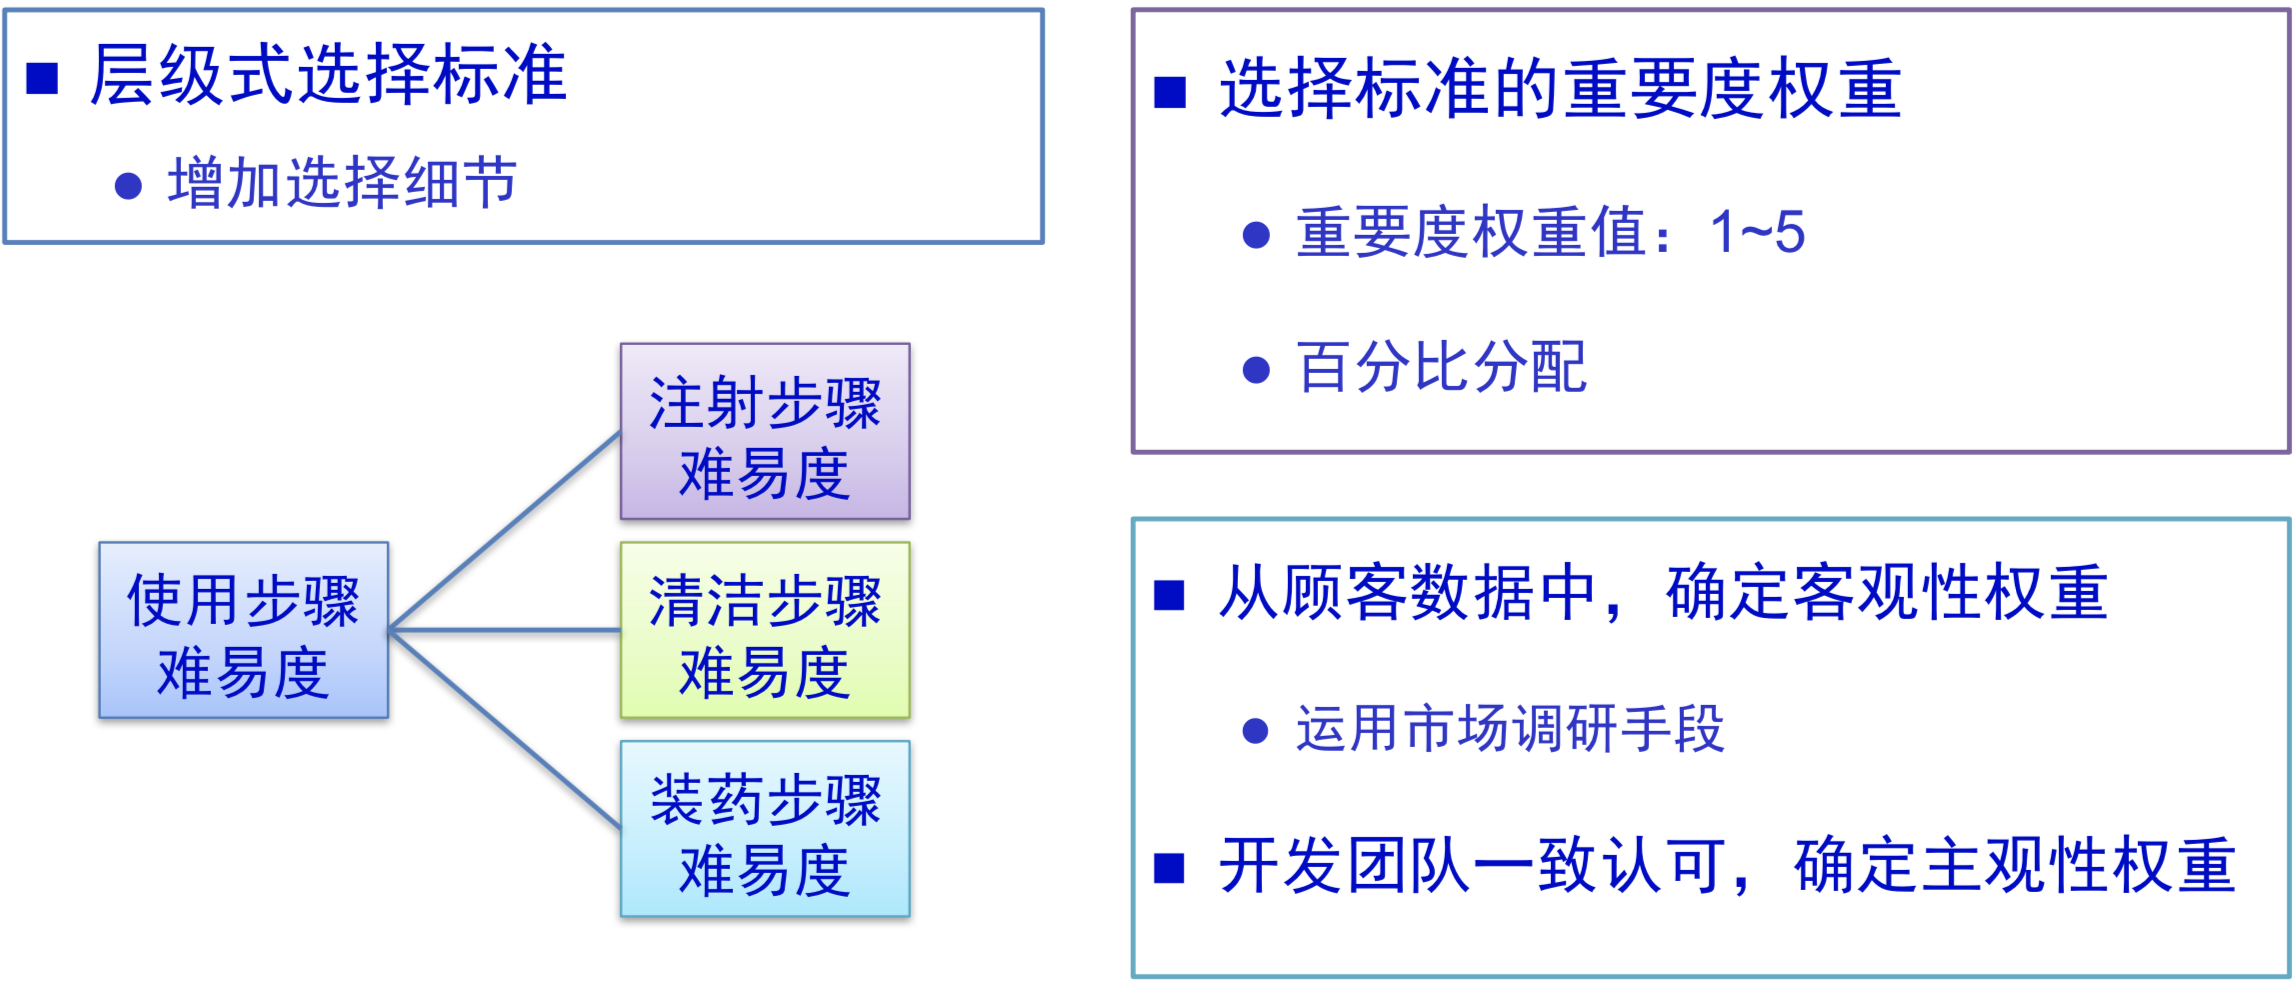 ■ 层级式选择标准
● 增加选择细节
使用步骤
难易度
注射步骤
难易度
清洁步骤
难易度
装药步骤
难易度
■ 选择标准的重要度权重
● 重要度权重值：1~5
● 百分比分配
■ 从顾客数据中，确定客观性权重
● 运用市场调研手段
■ 开发团队一致认可，确定主观性权重